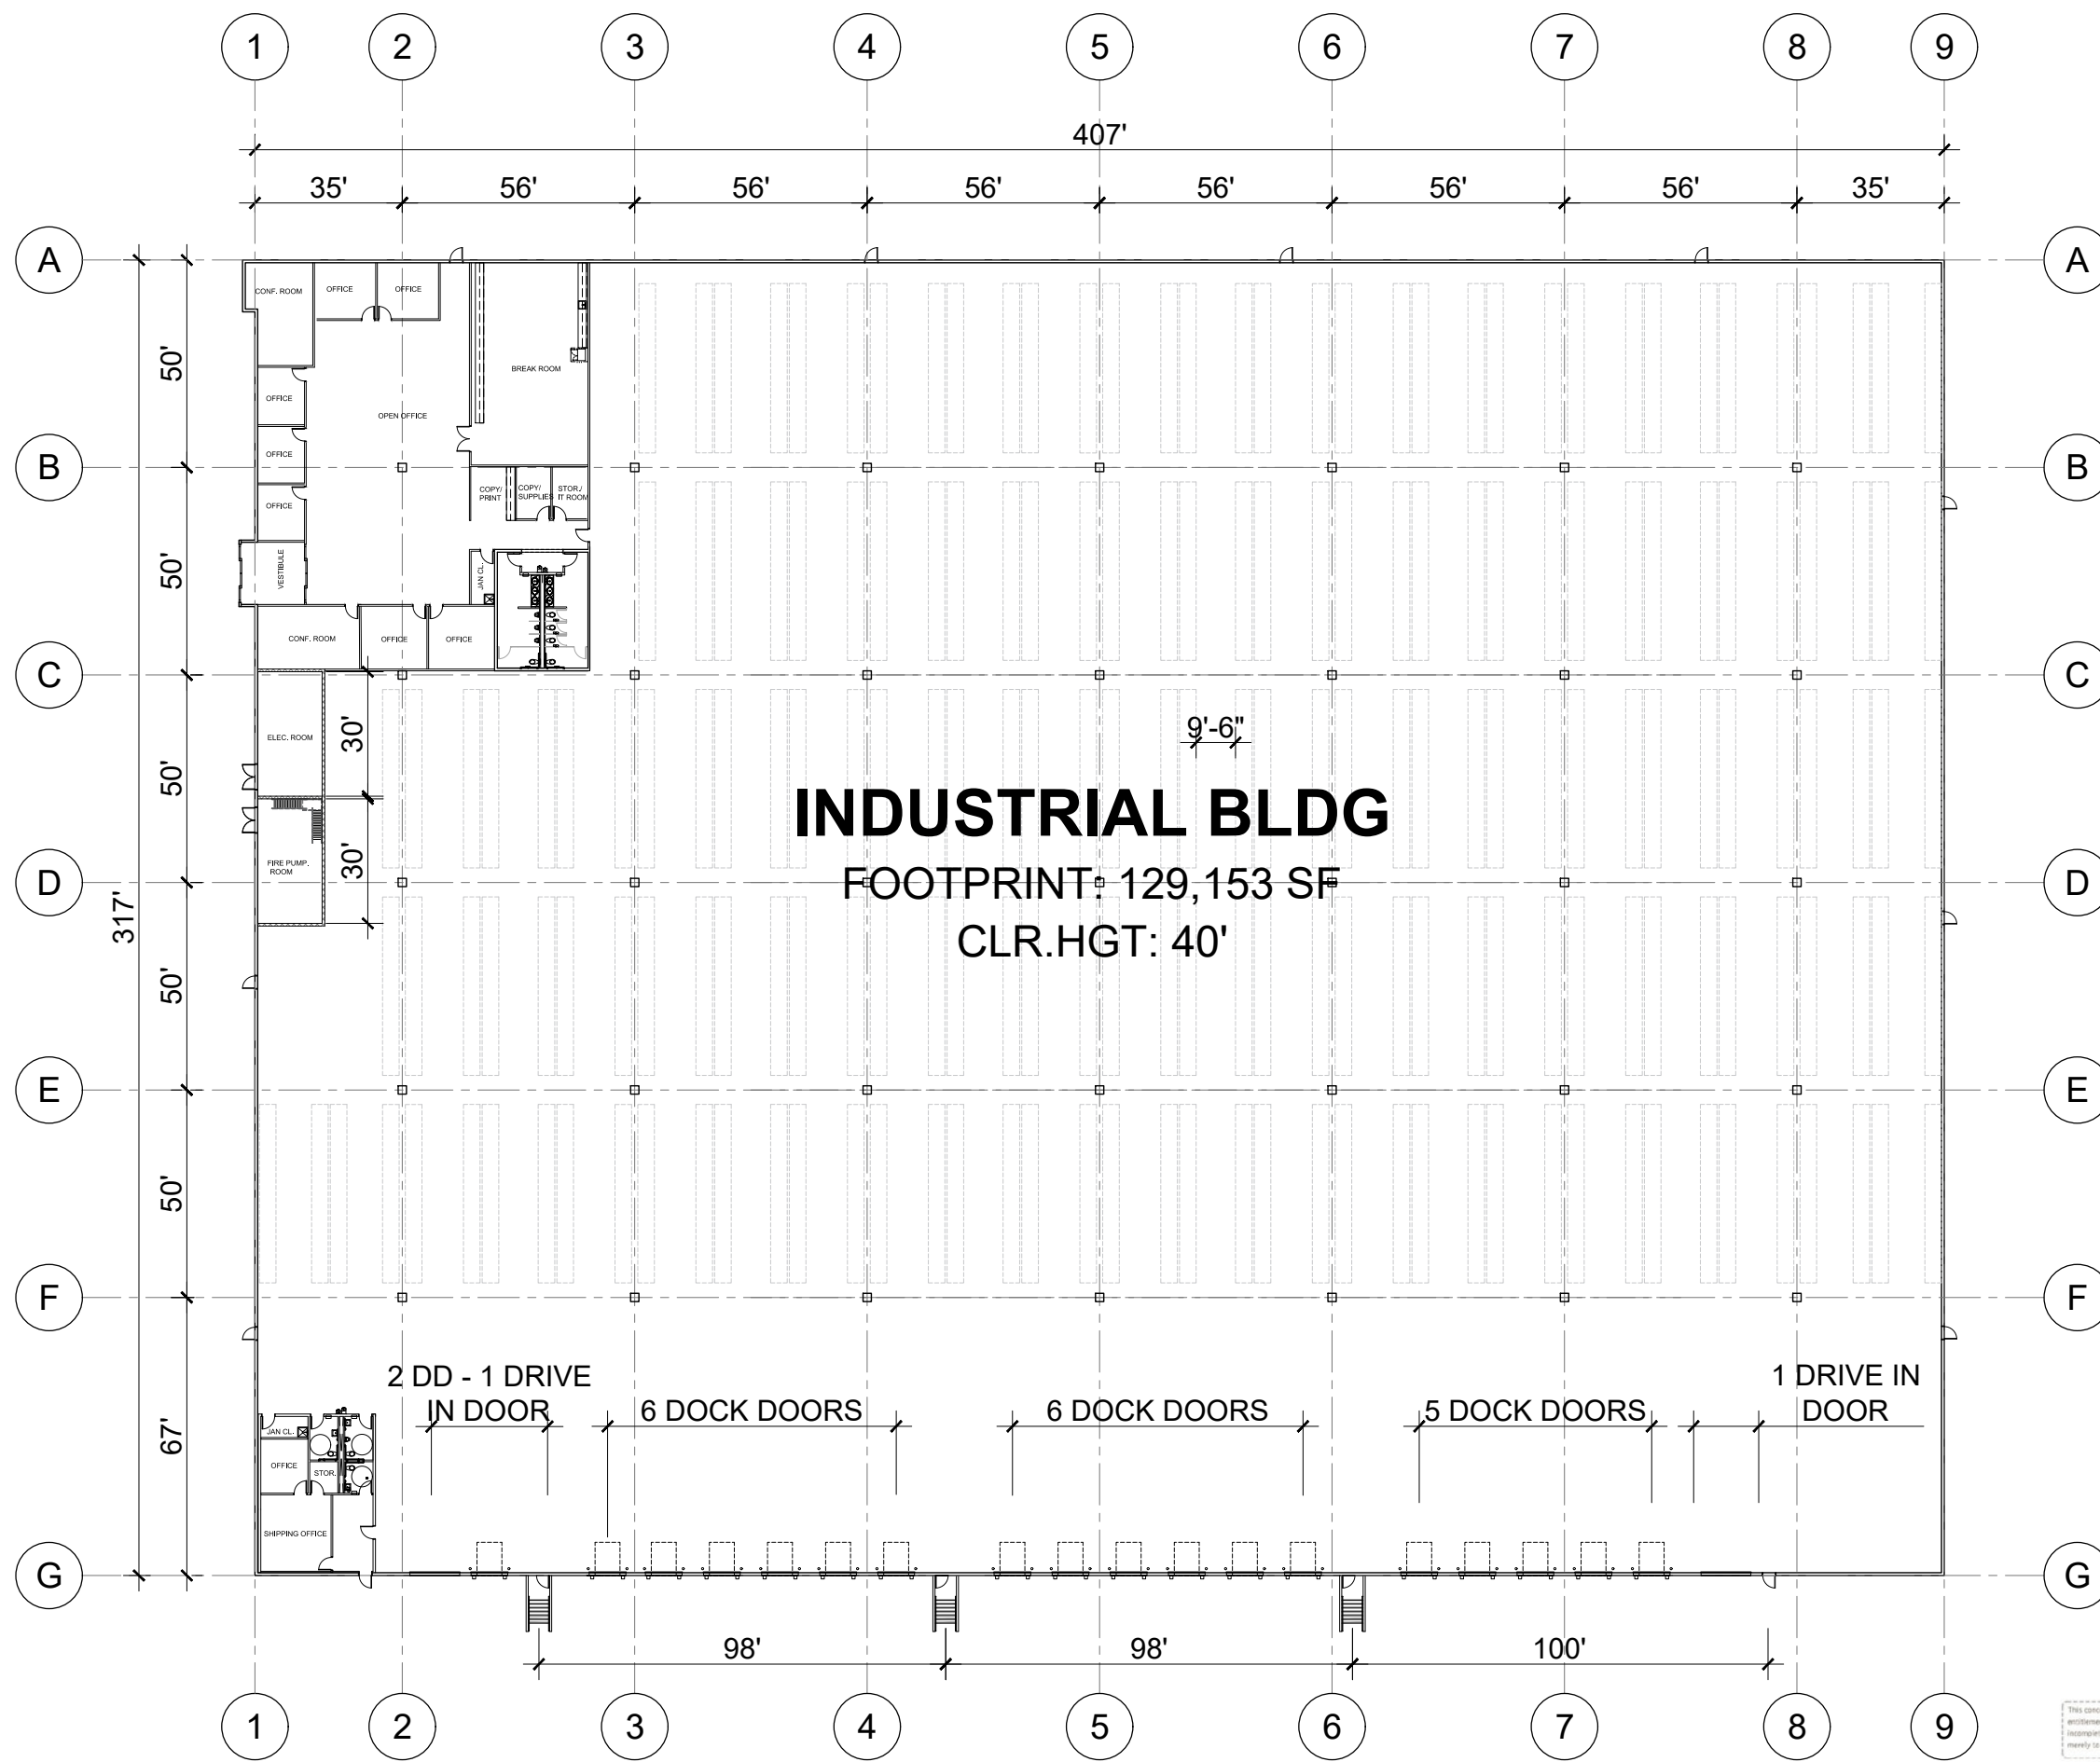 1 2 3 4 5 6 7 8 9
407'
35' 56' 56' 56' 56' 56' 56' 35'
A A
CONF. ROOM OFFICE OFFICE
50'
BREAK ROOM
OFFICE
OPEN OFFICE
OFFICE
B B
COPY/
PRINT
COPY/
SUPPLIES
STOR./
IT ROOM
OFFICE
50'
VESTIBULE
JAN CL.
CONF. ROOM OFFICE OFFICE
C C
ELEC. ROOM
30'
9'-6"
50'
INDUSTRIAL BLDG
FIRE PUMP.
ROOM
30'
D D
FOOTPRINT: 129,153 SF
317'
CLR.HGT: 40'
50'
E E
50'
F F
2 DD - 1 DRIVE
IN DOOR
6 DOCK DOORS
6 DOCK DOORS
5 DOCK DOORS
1 DRIVE IN
DOOR
67'
JAN CL.
OFFICE
STOR.
SHIPPING OFFICE
G G
98' 98' 100'
1 2 3 4 5 6 7 8 9
This conc